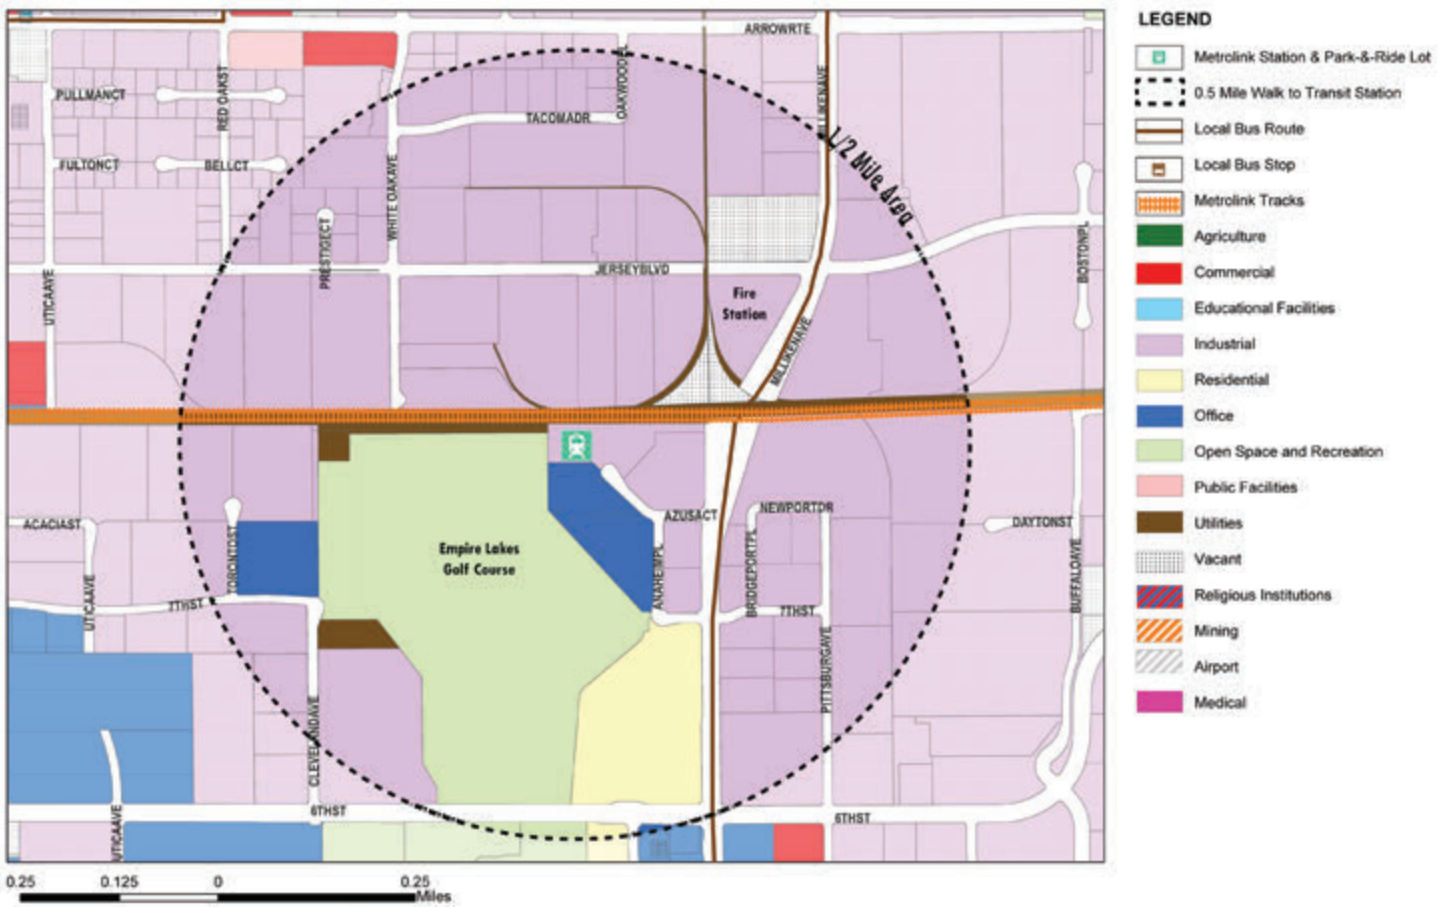 ARROWRTE
LEGEND
Metrolink Station & Park-&-Ride Lot
0.5 Mile Walk to Transit Station
Local Bus Route
Local Bus Stop
Metrolink Tracks
Agriculture
Commercial
Educational Facilities
Industrial
Residential
Office
Open Space and Recreation
Public Facilities
Utilities
Vacant
Religious Institutions
Mining
Airport
Medical
PULLMANCT
RED OAKST
OAKWOODPL
TACOMADR
MILLIKENAVE
1/2 Mile Area
FULTONCT
BELLCT
WHITE OAKAVE
PRESTIGECT
JERSEYBLVD
BOSTONPL
UTICAAVE
Fire
Station
MILLIKENAVE
ACACIAST
TORONTOST
AZUSACT
NEWPORTDR
DAYTONST
Empire Lakes
Golf Course
UTICAAVE
7THST
ANAHEIMPL
BRIDGEPORTPL
7THST
BUFFALOAVE
PITTSBURGAVE
CLEVELANDAVE
6THST
6THST
UTICAAVE
0.25
0.125
0
0.25
Miles